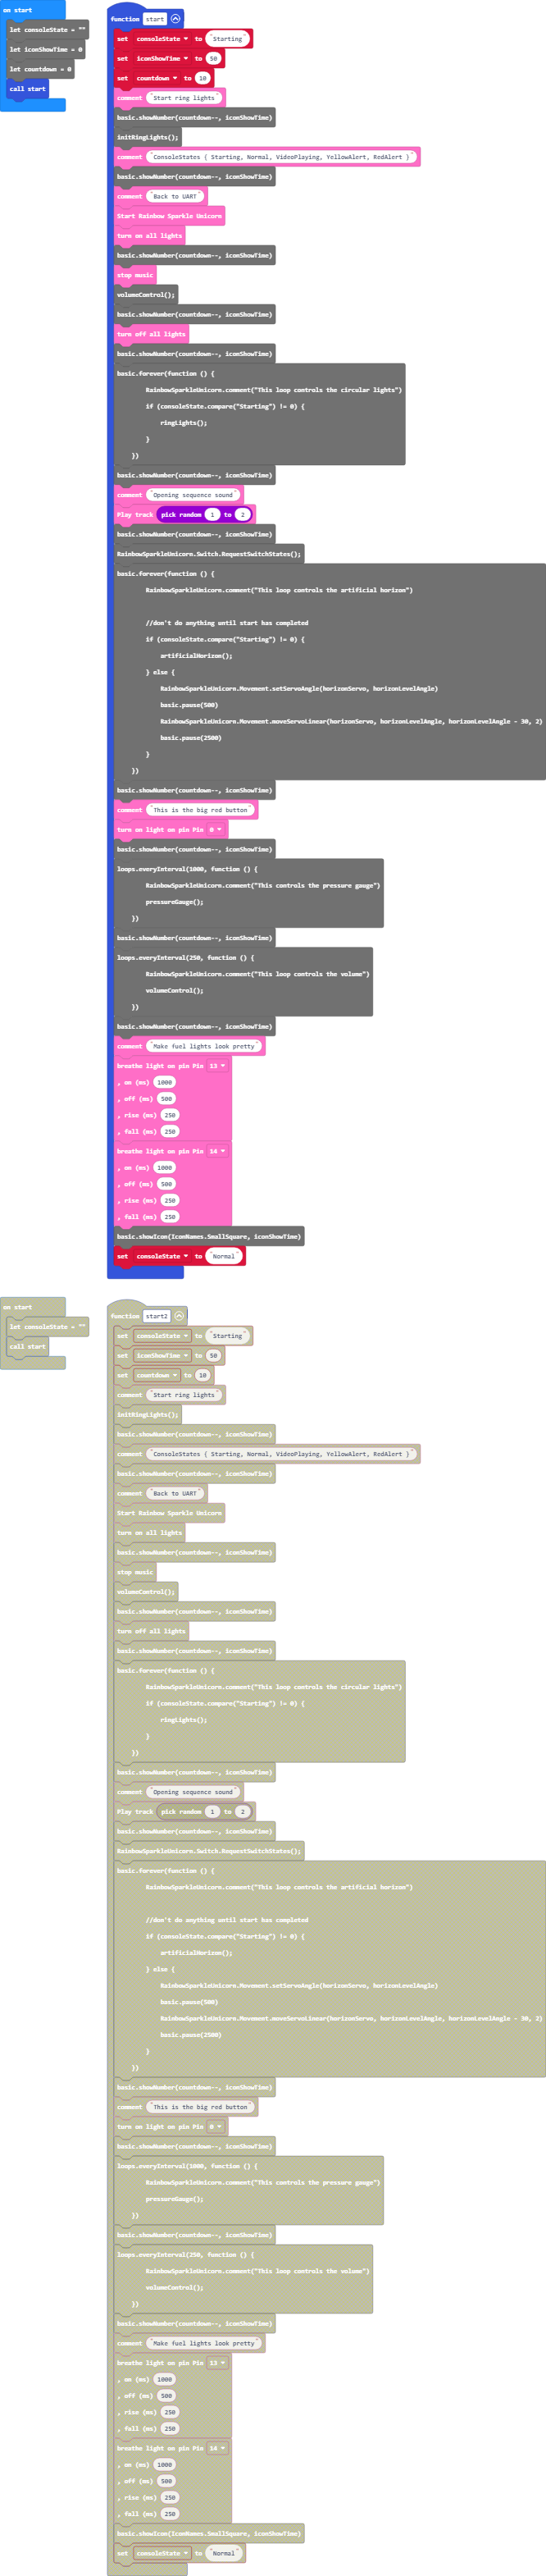 on start
let consoleState = ""
let iconShowTime = 0
let countdown = 0
call start
function start
set consoleState to "Starting"
set iconShowTime to 50
set countdown to 10
comment "Start ring lights"
basic.showNumber(countdown--, iconShowTime)
initRingLights();
comment "ConsoleStates { Starting, Normal, VideoPlaying, YellowAlert, RedAlert }"
basic.showNumber(countdown--, iconShowTime)
comment "Back to UART"
Start Rainbow Sparkle Unicorn
turn on all lights
basic.showNumber(countdown--, iconShowTime)
stop music
volumeControl();
basic.showNumber(countdown--, iconShowTime)
turn off all lights
basic.showNumber(countdown--, iconShowTime)
basic.forever(function () {
RainbowSparkleUnicorn.comment("This loop controls the circular lights")
if (consoleState.compare("Starting") != 0) {
ringLights();
}
})
basic.showNumber(countdown--, iconShowTime)
comment "Opening sequence sound"
Play track pick random 1 to 2
basic.showNumber(countdown--, iconShowTime)
RainbowSparkleUnicorn.Switch.RequestSwitchStates();
basic.forever(function () {
RainbowSparkleUnicorn.comment("This loop controls the artificial horizon")
//don't do anything until start has completed
if (consoleState.compare("Starting") != 0) {
artificialHorizon();
} else {
RainbowSparkleUnicorn.Movement.setServoAngle(horizonServo, horizonLevelAngle)
basic.pause(500)
RainbowSparkleUnicorn.Movement.moveServoLinear(horizonServo, horizonLevelAngle, horizonLevelAngle - 30, 2)
basic.pause(2500)
}
})
basic.showNumber(countdown--, iconShowTime)
comment "This is the big red button"
turn on light on pin Pin 0
basic.showNumber(countdown--, iconShowTime)
loops.everyInterval(1000, function () {
RainbowSparkleUnicorn.comment("This controls the pressure gauge")
pressureGauge();
})
basic.showNumber(countdown--, iconShowTime)
loops.everyInterval(250, function () {
RainbowSparkleUnicorn.comment("This loop controls the volume")
volumeControl();
})
basic.showNumber(countdown--, iconShowTime)
comment "Make fuel lights look pretty"
breathe light on pin Pin 13
, on (ms) 1000
, off (ms) 500
, rise (ms) 250
, fall (ms) 250
breathe light on pin Pin 14
, on (ms) 1000
, off (ms) 500
, rise (ms) 250
, fall (ms) 250
basic.showIcon(IconNames.SmallSquare, iconShowTime)
set consoleState to "Normal"
on start
let consoleState = ""
call start
function start2
set consoleState to "Starting"
set iconShowTime to 50
set countdown to 10
comment "Start ring lights"
initRingLights();
basic.showNumber(countdown--, iconShowTime)
comment "ConsoleStates { Starting, Normal, VideoPlaying, YellowAlert, RedAlert }"
basic.showNumber(countdown--, iconShowTime)
comment "Back to UART"
Start Rainbow Sparkle Unicorn
turn on all lights
basic.showNumber(countdown--, iconShowTime)
stop music
volumeControl();
basic.showNumber(countdown--, iconShowTime)
turn off all lights
basic.showNumber(countdown--, iconShowTime)
basic.forever(function () {
RainbowSparkleUnicorn.comment("This loop controls the circular lights")
if (consoleState.compare("Starting") != 0) {
ringLights();
}
})
basic.showNumber(countdown--, iconShowTime)
comment "Opening sequence sound"
Play track pick random 1 to 2
basic.showNumber(countdown--, iconShowTime)
RainbowSparkleUnicorn.Switch.RequestSwitchStates();
basic.forever(function () {
RainbowSparkleUnicorn.comment("This loop controls the artificial horizon")
//don't do anything until start has completed
if (consoleState.compare("Starting") != 0) {
artificialHorizon();
} else {
RainbowSparkleUnicorn.Movement.setServoAngle(horizonServo, horizonLevelAngle)
basic.pause(500)
RainbowSparkleUnicorn.Movement.moveServoLinear(horizonServo, horizonLevelAngle, horizonLevelAngle - 30, 2)
basic.pause(2500)
}
})
basic.showNumber(countdown--, iconShowTime)
comment "This is the big red button"
turn on light on pin Pin 0
basic.showNumber(countdown--, iconShowTime)
loops.everyInterval(1000, function () {
RainbowSparkleUnicorn.comment("This controls the pressure gauge")
pressureGauge();
})
basic.showNumber(countdown--, iconShowTime)
loops.everyInterval(250, function () {
RainbowSparkleUnicorn.comment("This loop controls the volume")
volumeControl();
})
basic.showNumber(countdown--, iconShowTime)
comment "Make fuel lights look pretty"
breathe light on pin Pin 13
, on (ms) 1000
, off (ms) 500
, rise (ms) 250
, fall (ms) 250
breathe light on pin Pin 14
, on (ms) 1000
, off (ms) 500
, rise (ms) 250
, fall (ms) 250
basic.showIcon(IconNames.SmallSquare, iconShowTime)
set consoleState to "Normal"